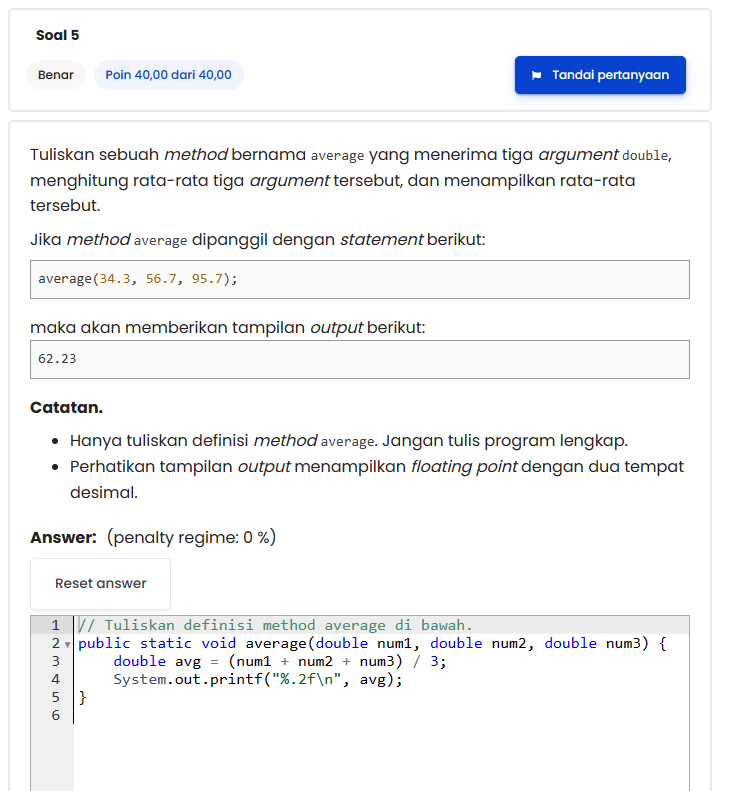 Soal 5
Benar
Poin 40,00 dari 40,00
Tandai pertanyaan
Tuliskan sebuah method bernama average yang menerima tiga argument double,
menghitung rata-rata tiga argument tersebut, dan menampilkan rata-rata
tersebut.
Jika method average dipanggil dengan statement berikut:
average(34.3, 56.7, 95.7);
maka akan memberikan tampilan output berikut:
62.23
Catatan.
• Hanya tuliskan definisi method average. Jangan tulis program lengkap.
• Perhatikan tampilan output menampilkan floating point dengan dua tempat
desimal.
Answer: (penalty regime: 0 %)
Reset answer
1 // Tuliskan definisi method average di bawah.
2 public static void average(double num1, double num2, double num3) {
3     double avg = (num1 + num2 + num3) / 3;
4     System.out.printf("%.2f\n", avg);
5 }
6